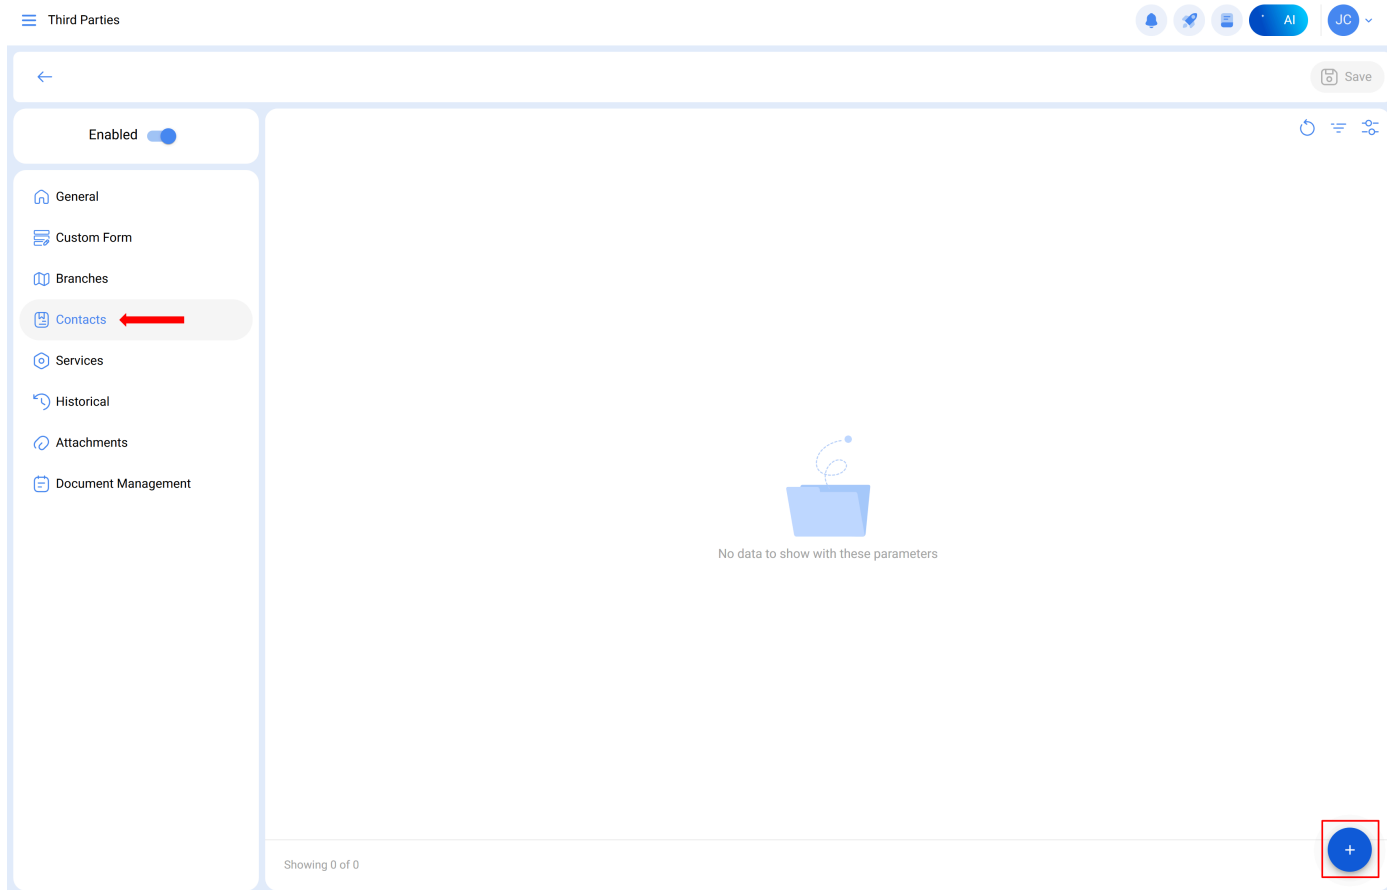 Third Parties
AI
JC
Save
Enabled
General
Custom Form
Branches
Contacts
Services
Historical
Attachments
Document Management
No data to show with these parameters
Showing 0 of 0
+